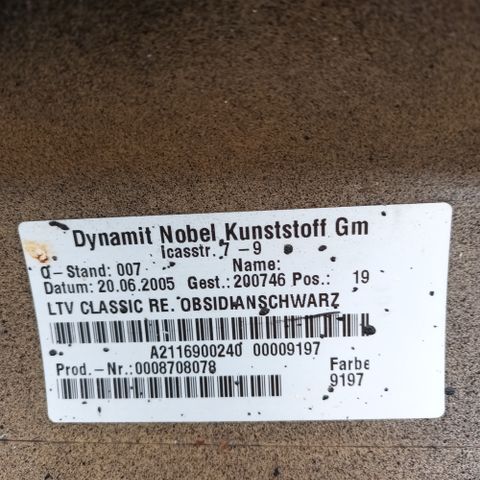 Dynamit Nobel Kunststoff Gm
Icasstr. 7 - 9
Q-Stand: 007 Name:
Datum: 20.06.2005 Gest.: 200746 Pos.: 19
LTV CLASSIC RE. OBSIDIANSCHWARZ
A2116900240 00009197
Prod.-Nr.:0008708078 Farbe
9197